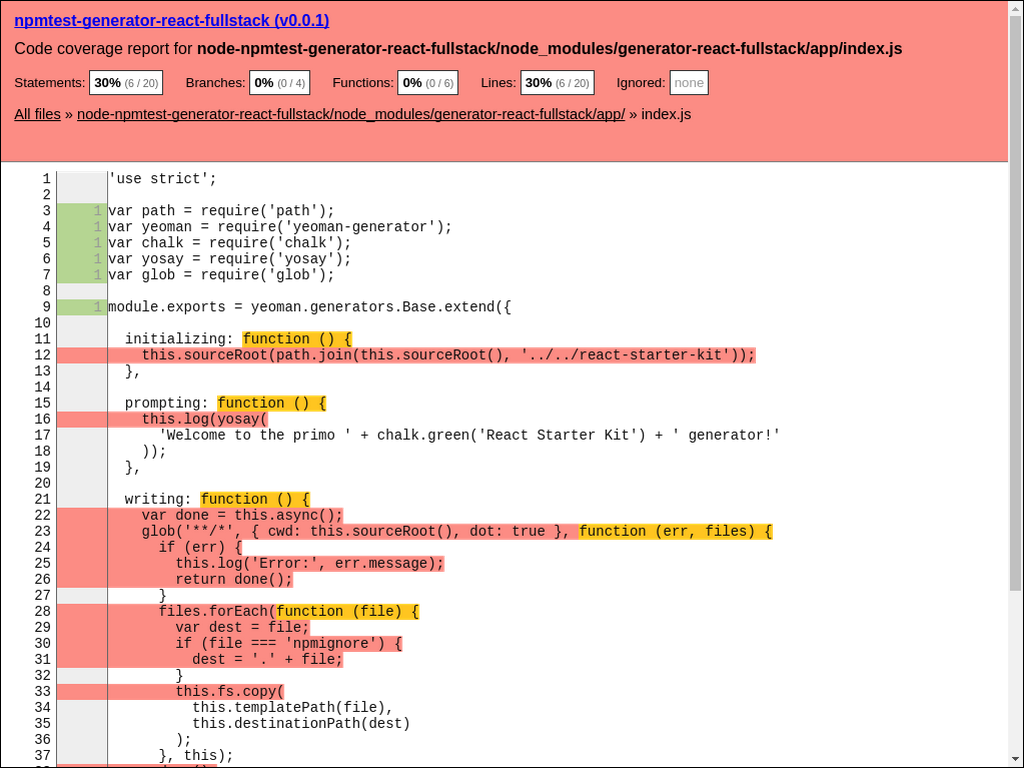 npmtest-generator-react-fullstack (v0.0.1)
Code coverage report for node-npmtest-generator-react-fullstack/node_modules/generator-react-fullstack/app/index.js
Statements: 30% (6 / 20) Branches: 0% (0 / 4) Functions: 0% (0 / 6) Lines: 30% (6 / 20) Ignored: none
All files » node-npmtest-generator-react-fullstack/node_modules/generator-react-fullstack/app/ » index.js
1 'use strict';
2
3 1 var path = require('path');
4 1 var yeoman = require('yeoman-generator');
5 1 var chalk = require('chalk');
6 1 var yosay = require('yosay');
7 1 var glob = require('glob');
8
9 1 module.exports = yeoman.generators.Base.extend({
10
11 initializing: function () {
12 this.sourceRoot(path.join(this.sourceRoot(), '../../react-starter-kit'));
13 },
14
15 prompting: function () {
16 this.log(yosay(
17 'Welcome to the primo ' + chalk.green('React Starter Kit') + ' generator!'
18 ));
19 },
20
21 writing: function () {
22 var done = this.async();
23 glob('**/*', { cwd: this.sourceRoot(), dot: true }, function (err, files) {
24 if (err) {
25 this.log('Error:', err.message);
26 return done();
27 }
28 files.forEach(function (file) {
29 var dest = file;
30 if (file === 'npmignore') {
31 dest = '.' + file;
32 }
33 this.fs.copy(
34 this.templatePath(file),
35 this.destinationPath(dest)
36 );
37 }, this);